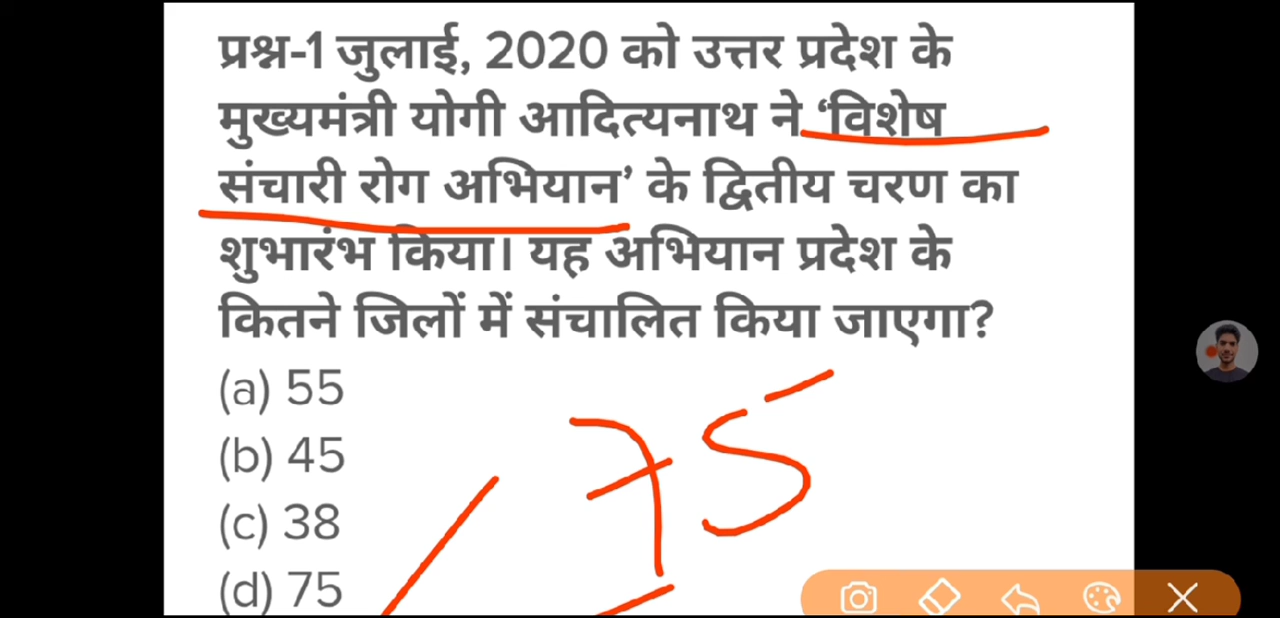 प्रश्न-1 जुलाई, 2020 को उत्तर प्रदेश के
मुख्यमंत्री योगी आदित्यनाथ ने ‘विशेष
संचारी रोग अभियान’ के द्वितीय चरण का
शुभारंभ किया। यह अभियान प्रदेश के
कितने जिलों में संचालित किया जाएगा?
(a) 55
(b) 45
(c) 38
(d) 75
75